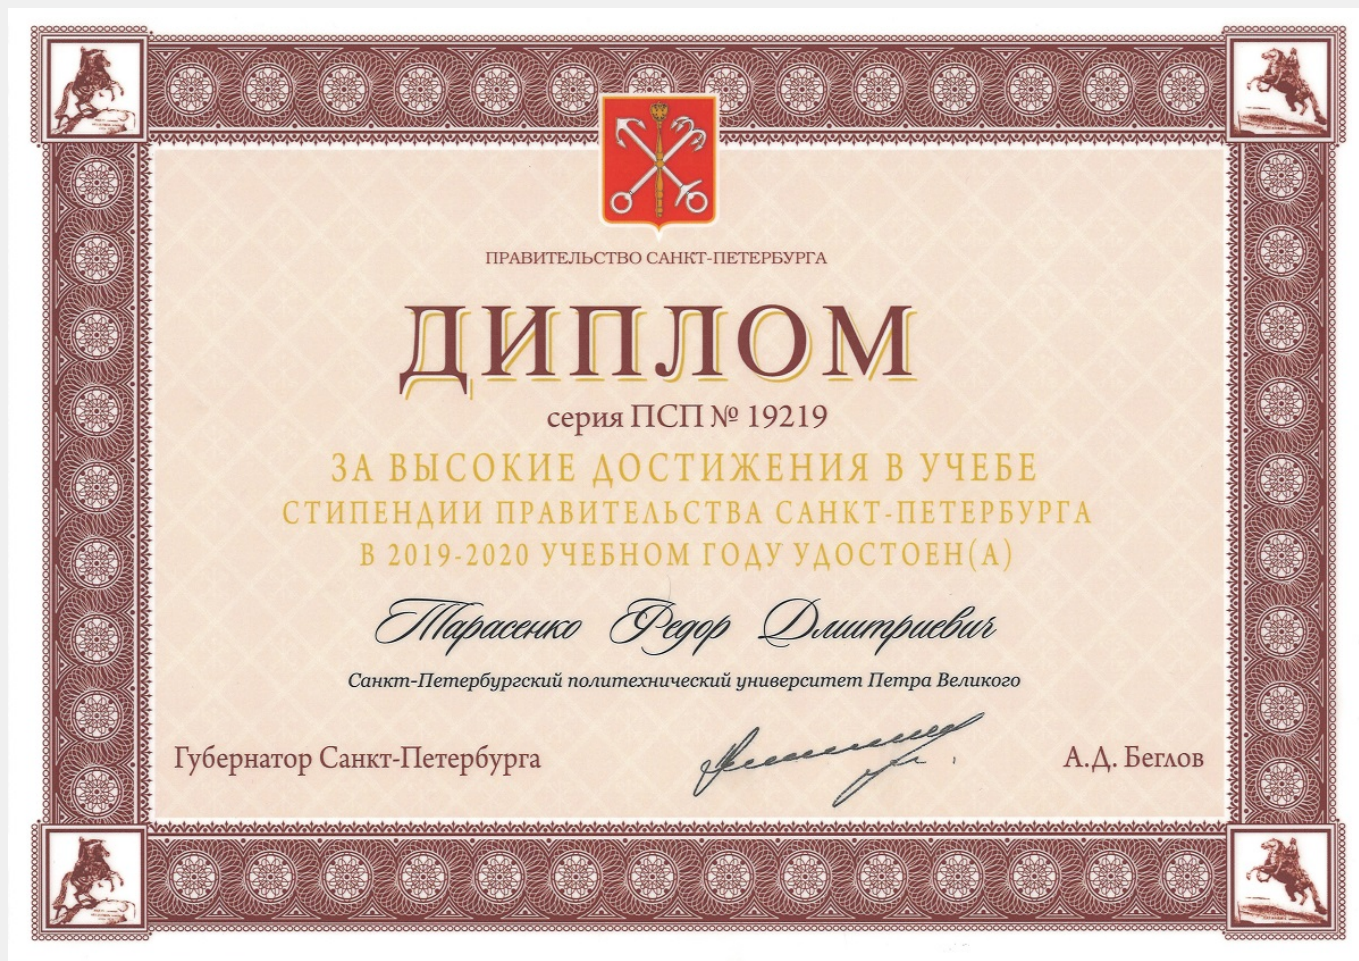 ПРАВИТЕЛЬСТВО САНКТ-ПЕТЕРБУРГА
ДИПЛОМ
серия ПСП № 19219
ЗА ВЫСОКИЕ ДОСТИЖЕНИЯ В УЧЕБЕ
СТИПЕНДИИ ПРАВИТЕЛЬСТВА САНКТ-ПЕТЕРБУРГА
В 2019-2020 УЧЕБНОМ ГОДУ УДОСТОЕН(А)
Тарасенко Федор Дмитриевич
Санкт-Петербургский политехнический университет Петра Великого
Губернатор Санкт-Петербурга
А.Д. Беглов